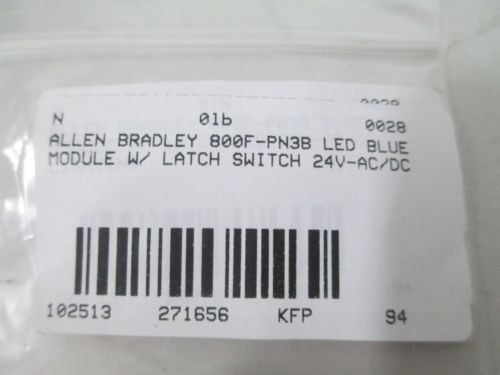 N 01b 0028
ALLEN BRADLEY 800F-PN3B LED BLUE
MODULE W/ LATCH SWITCH 24V-AC/DC
102513 271656 KFP 94